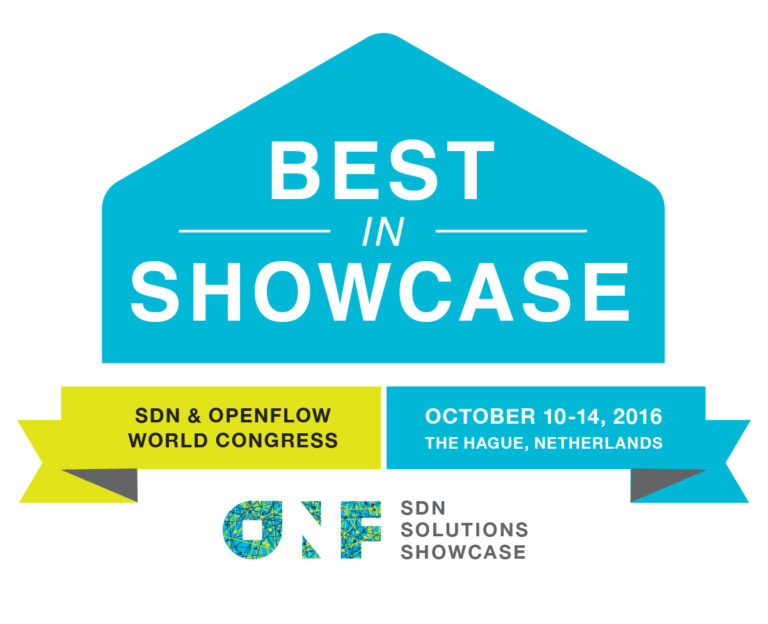 BEST
IN
SHOWCASE
SDN & OPENFLOW
WORLD CONGRESS
OCTOBER 10-14, 2016
THE HAGUE, NETHERLANDS
ONF
SDN
SOLUTIONS
SHOWCASE